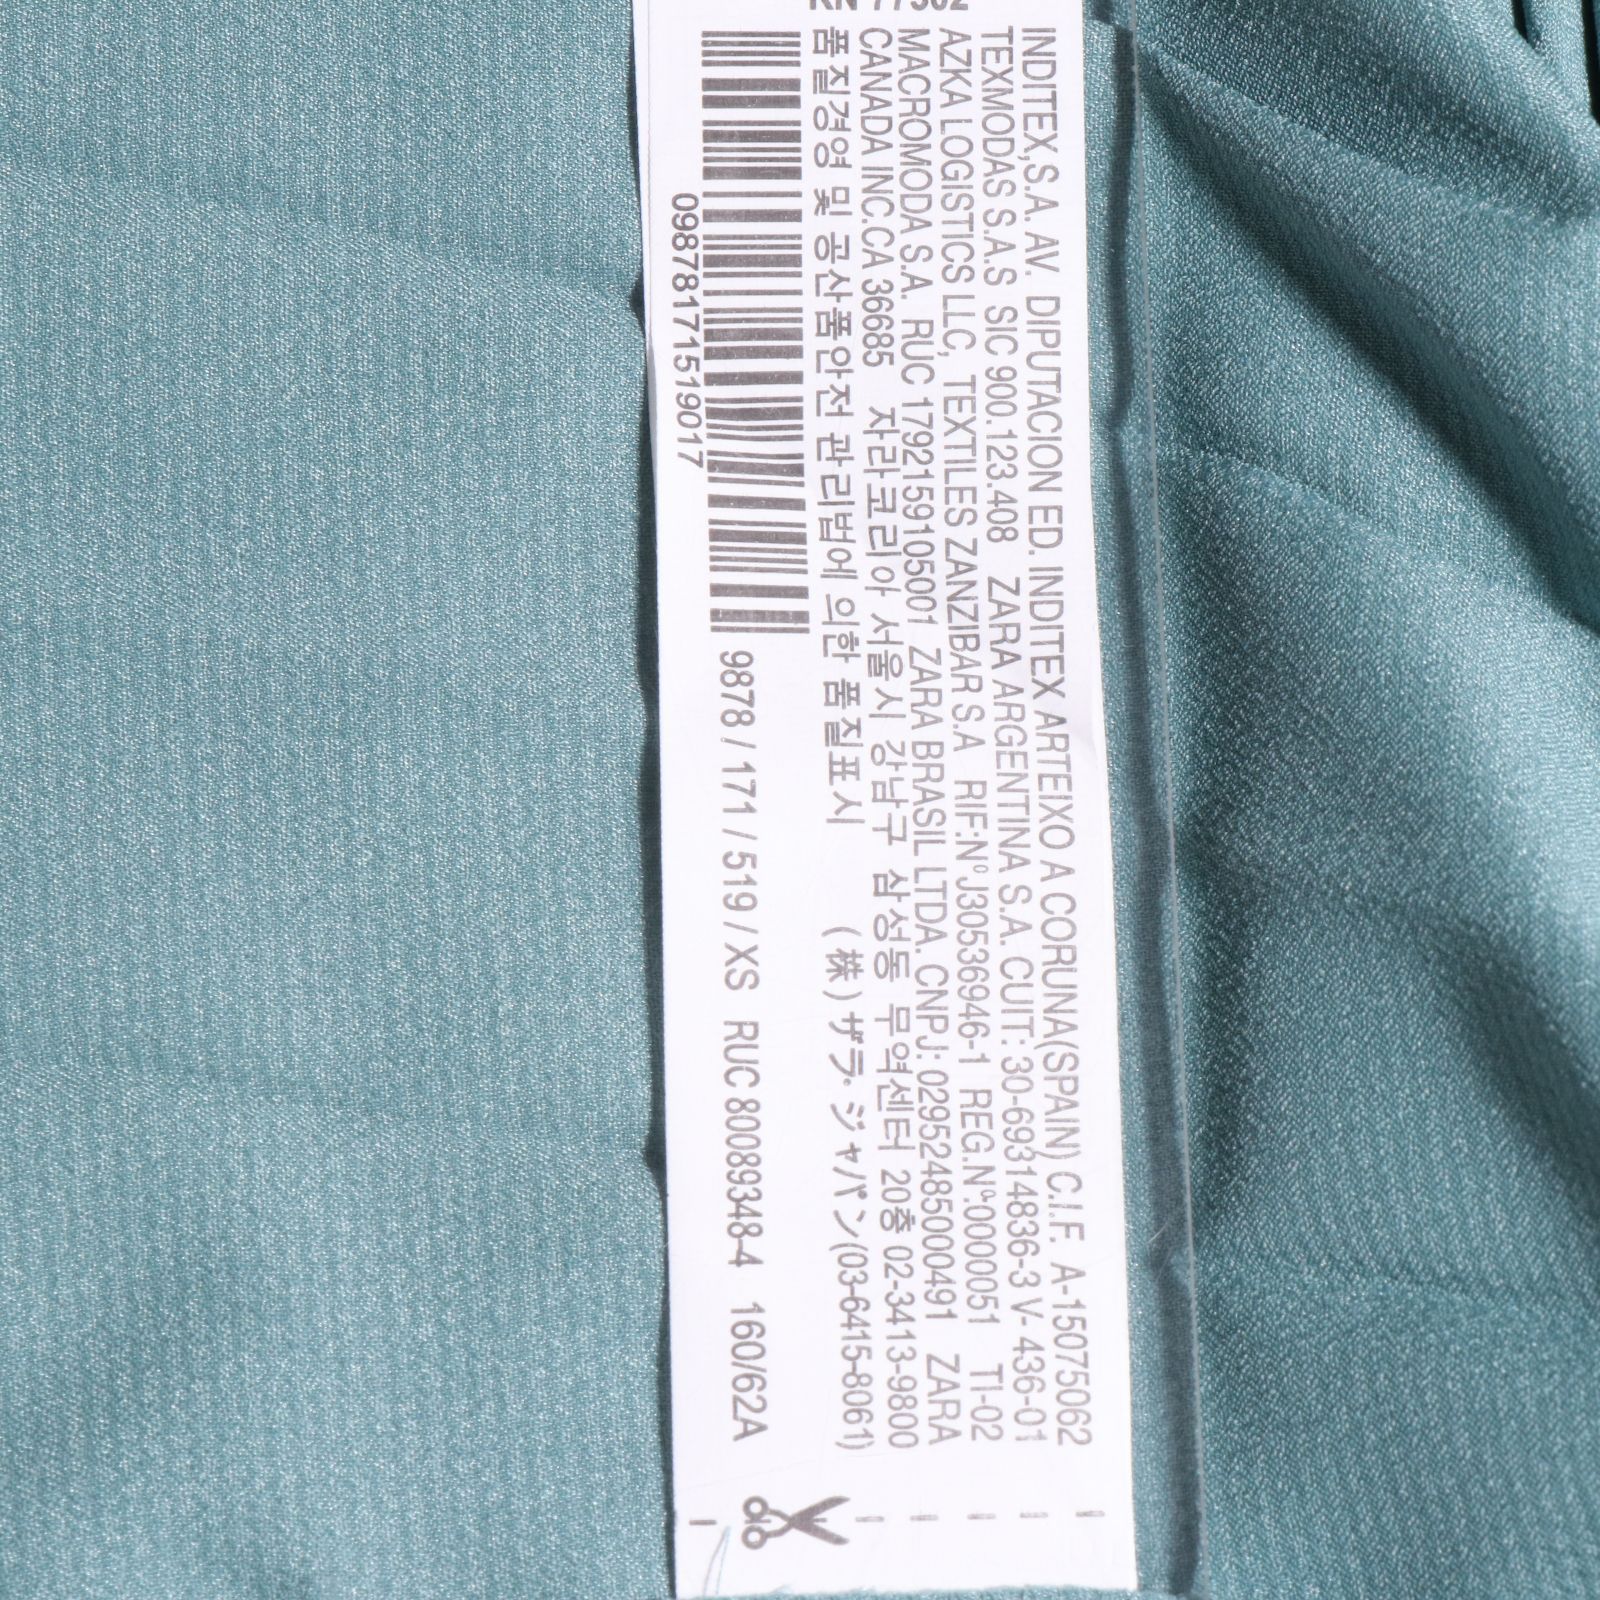 INDITEX,S.A. AV. DIPUTACION ED. INDITEX ARTEIXO A CORUNA(SPAIN) C.I.F. A-15075062
TEXMODAS S.A.S SIC 900.123.408 ZARA ARGENTINA S.A. CUIT: 30-69314836-3 V- 436-01
AZKA LOGISTICS LLC, TEXTILES ZANZIBAR S.A RIF:Nº J30536946-1 REG.Nº:0000051 TI-02
MACROMODA S.A. RUC 1792159105001 ZARA BRASIL LTDA. CNPJ: 02952485000491 ZARA
CANADA INC.CA 36685 자라코리아 서울시 강남구 삼성동 무역센터 20층 02-3413-9800
품질경영 및 공산품안전 관리법에 의한 품질표시 (株)ザラ・ジャパン(03-6415-8061)
09878171519017
9878 / 171 / 519 / XS RUC 80089348-4 160/62A